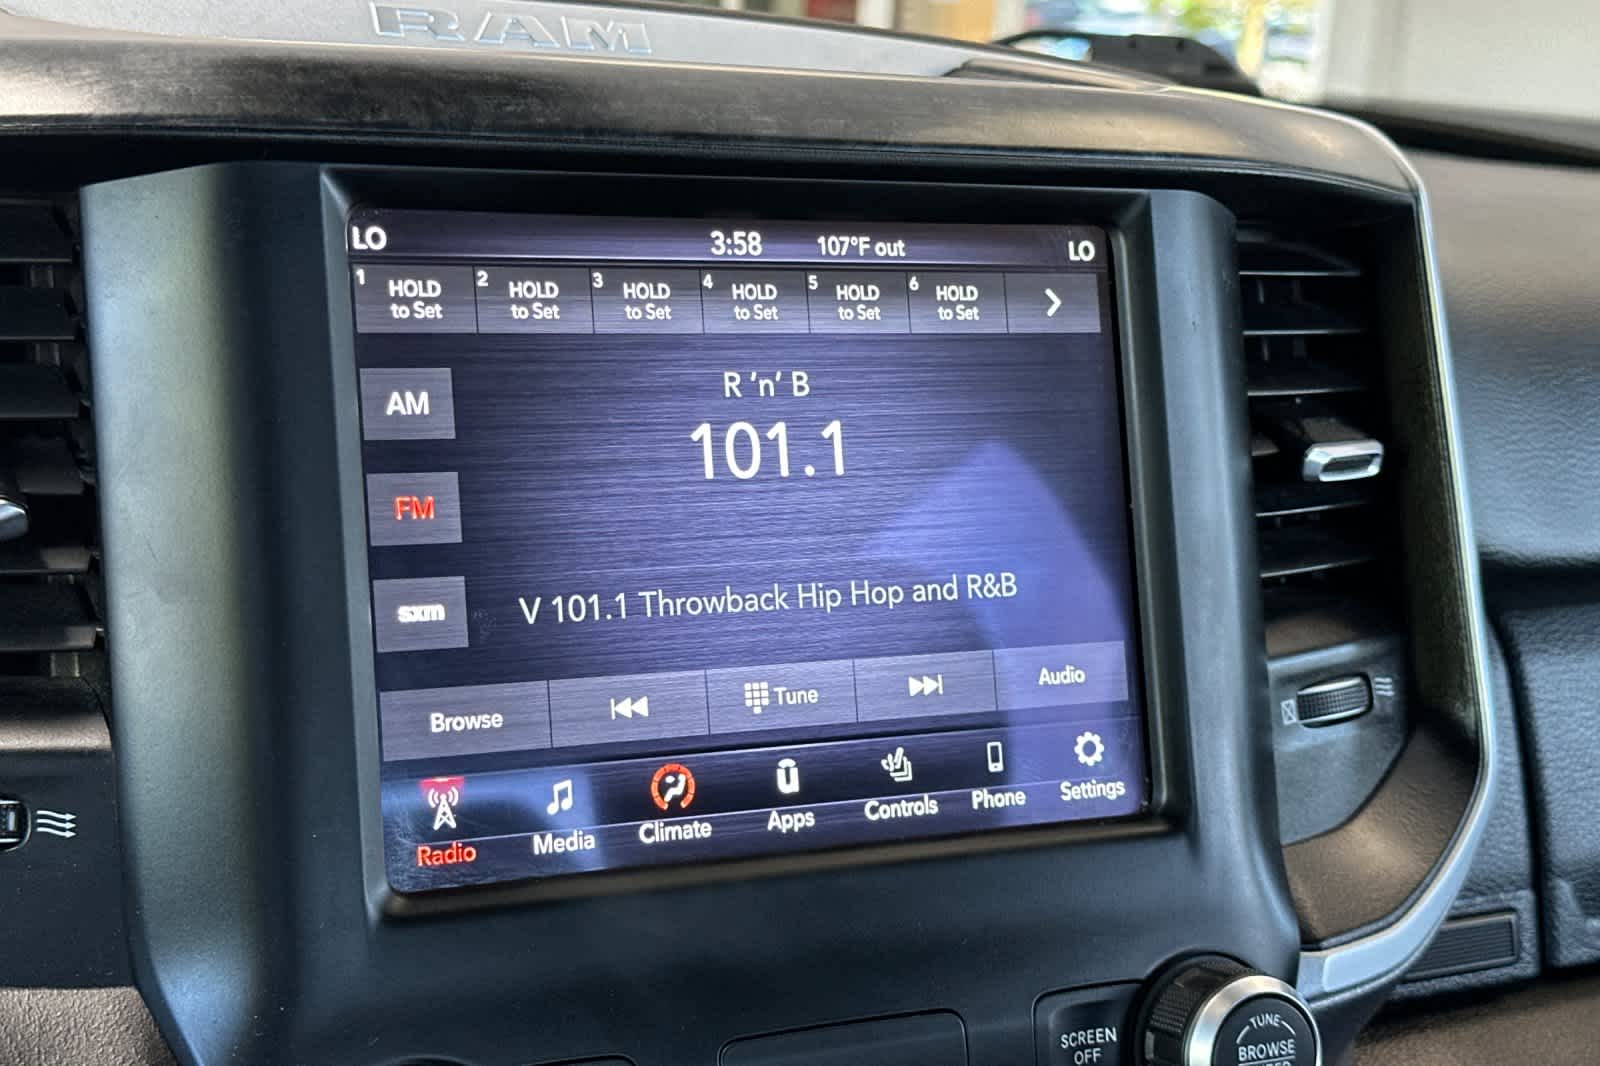 RAM
LO 3:58 107°F out LO
1 HOLD to Set
2 HOLD to Set
3 HOLD to Set
4 HOLD to Set
5 HOLD to Set
6 HOLD to Set
AM
R 'n' B
101.1
FM
sxm
V 101.1 Throwback Hip Hop and R&B
Browse
Tune
Audio
Radio
Media
Climate
Apps
Controls
Phone
Settings
SCREEN
OFF
TUNE
BROWSE